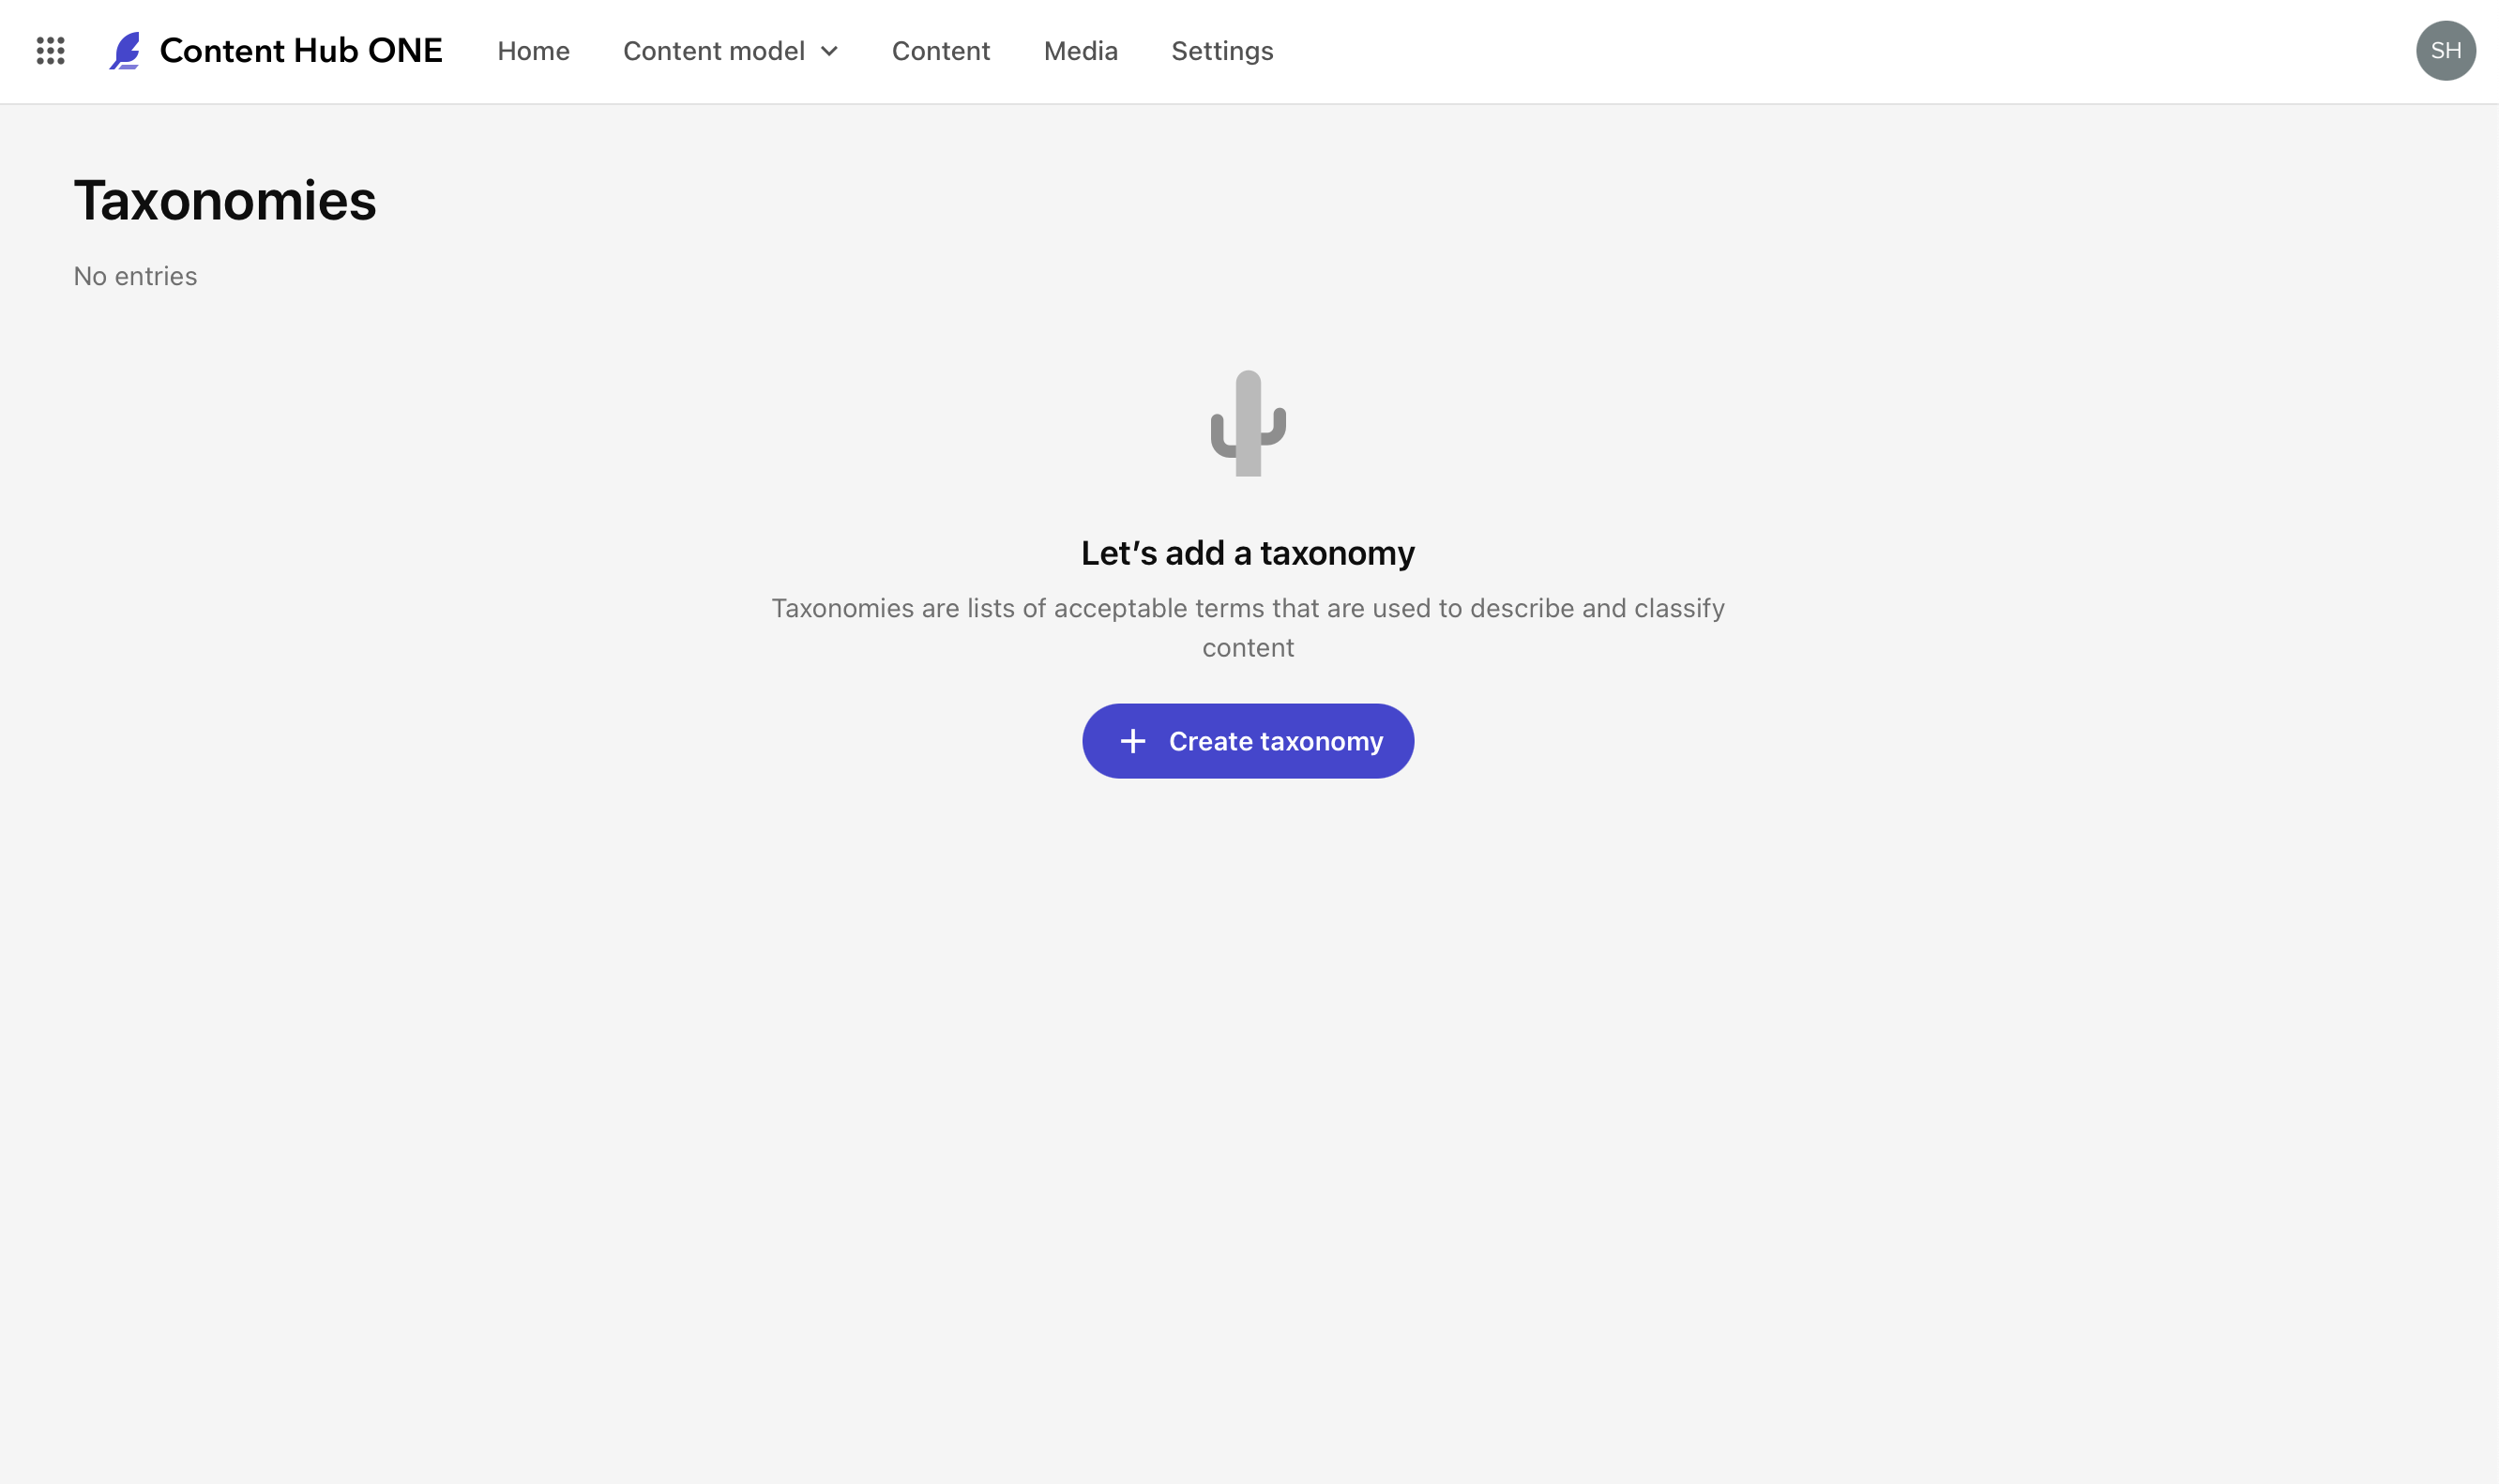 Content Hub ONE Home Content model Content Media Settings SH
Taxonomies
No entries
Let’s add a taxonomy
Taxonomies are lists of acceptable terms that are used to describe and classify
content
Create taxonomy